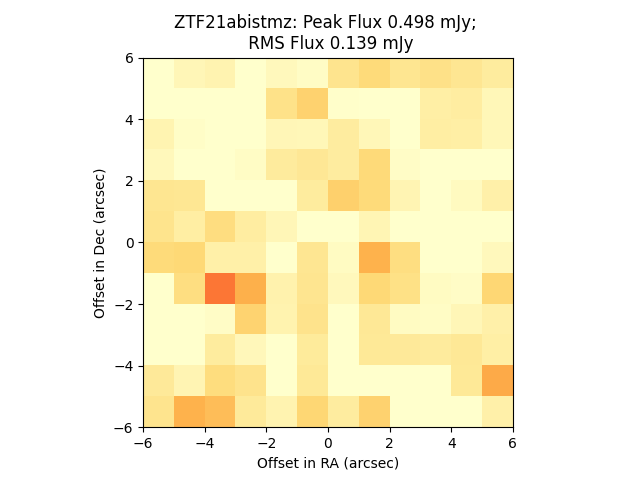 ZTF21abistmz: Peak Flux 0.498 mJy;
RMS Flux 0.139 mJy
6
4
2
0
−2
−4
−6
Offset in Dec (arcsec)
−6 −4 −2 0 2 4 6
Offset in RA (arcsec)